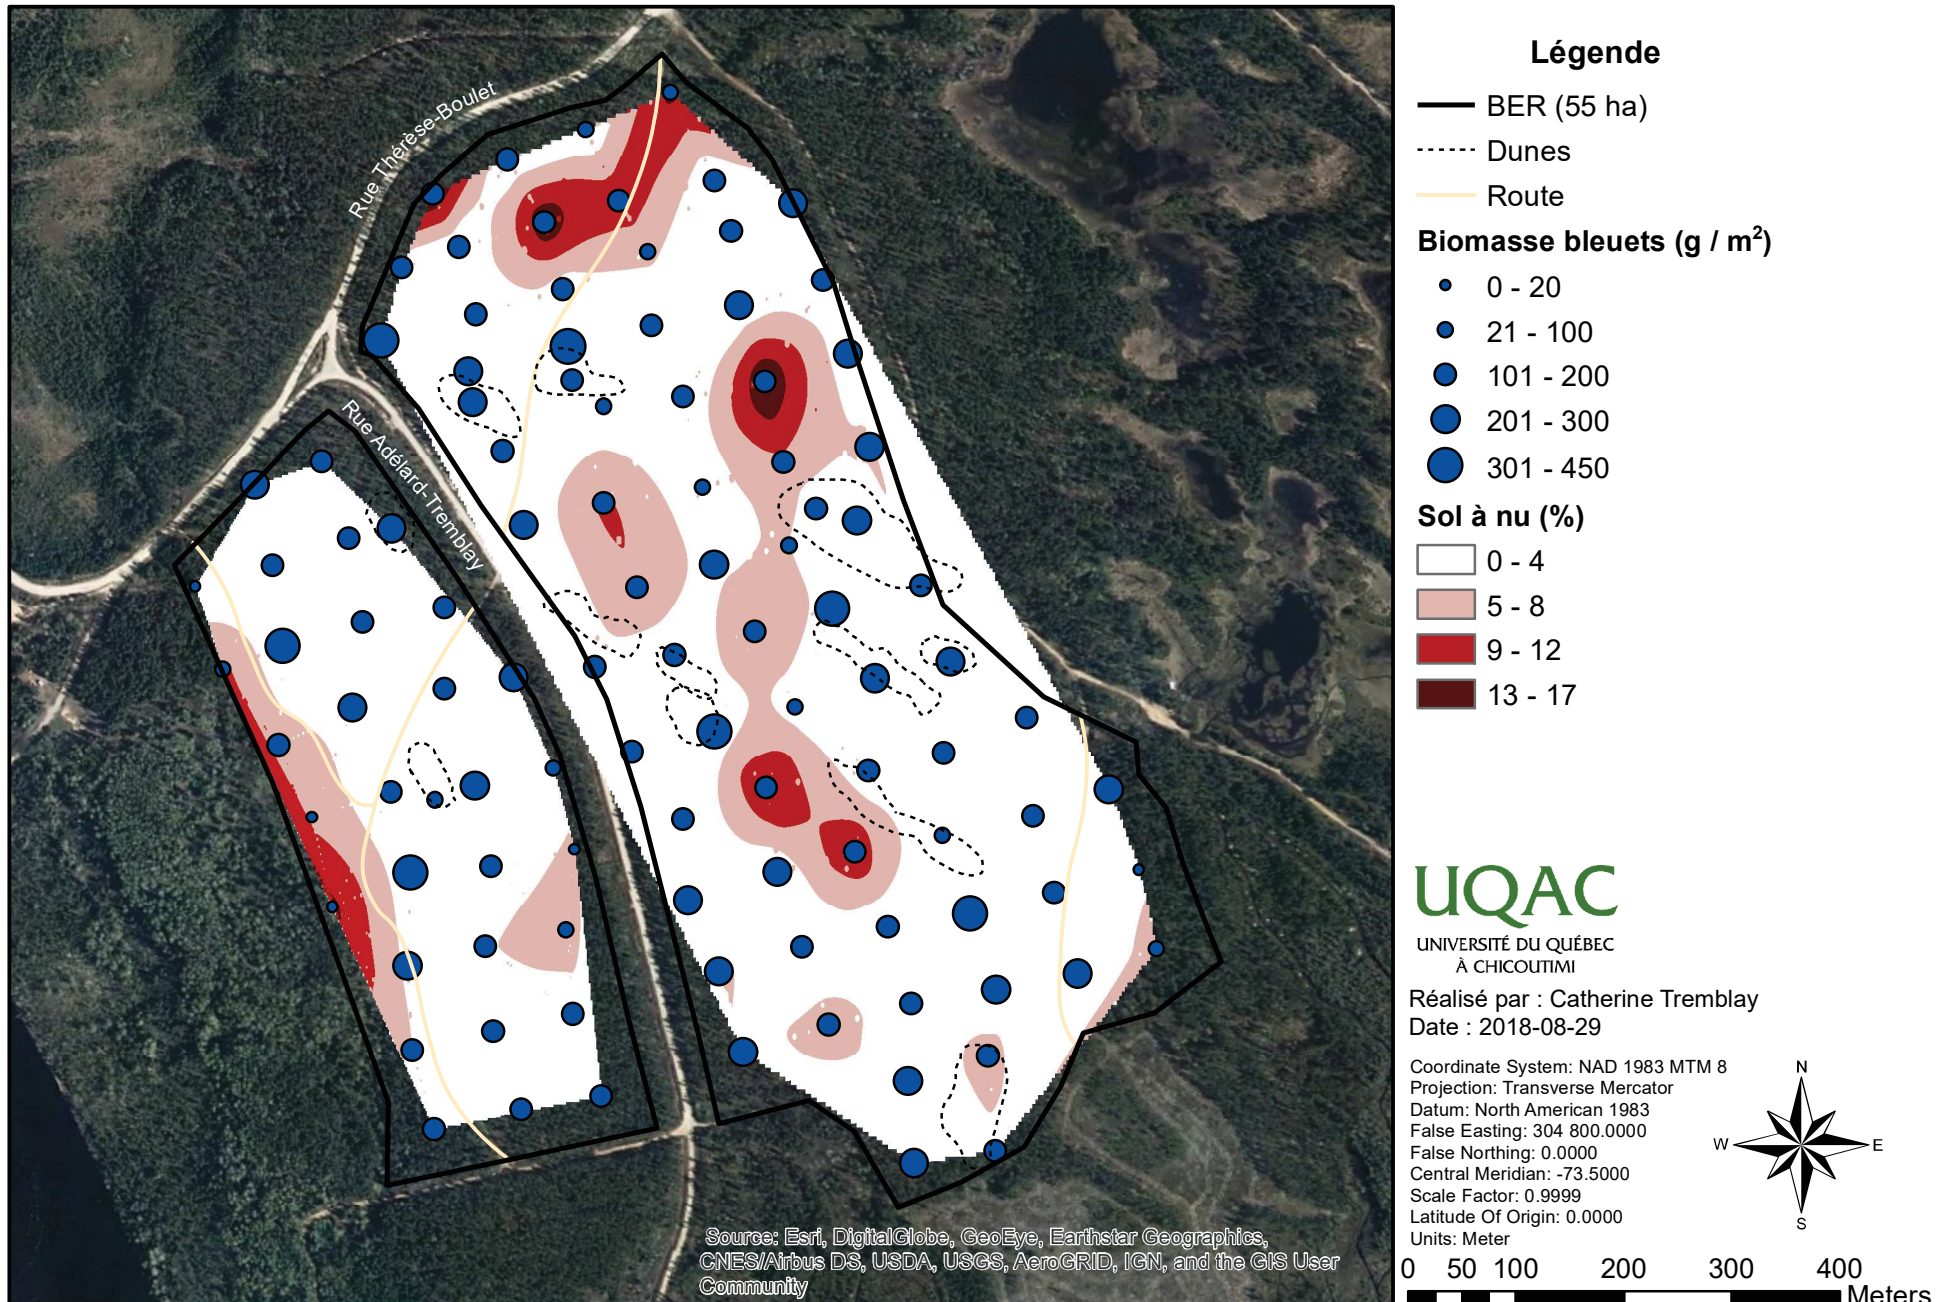 Rue Thérèse-Boulet
Rue Adélard-Tremblay
Source: Esri, DigitalGlobe, GeoEye, Earthstar Geographics,
CNES/Airbus DS, USDA, USGS, AeroGRID, IGN, and the GIS User
Community
Légende
BER (55 ha)
Dunes
Route
Biomasse bleuets (g / m²)
0 - 20
21 - 100
101 - 200
201 - 300
301 - 450
Sol à nu (%)
0 - 4
5 - 8
9 - 12
13 - 17
UQAC
UNIVERSITÉ DU QUÉBEC
À CHICOUTIMI
Réalisé par : Catherine Tremblay
Date : 2018-08-29
Coordinate System: NAD 1983 MTM 8
Projection: Transverse Mercator
Datum: North American 1983
False Easting: 304 800.0000
False Northing: 0.0000
Central Meridian: -73.5000
Scale Factor: 0.9999
Latitude Of Origin: 0.0000
Units: Meter
N
W E
S
0 50 100 200 300 400
Meters